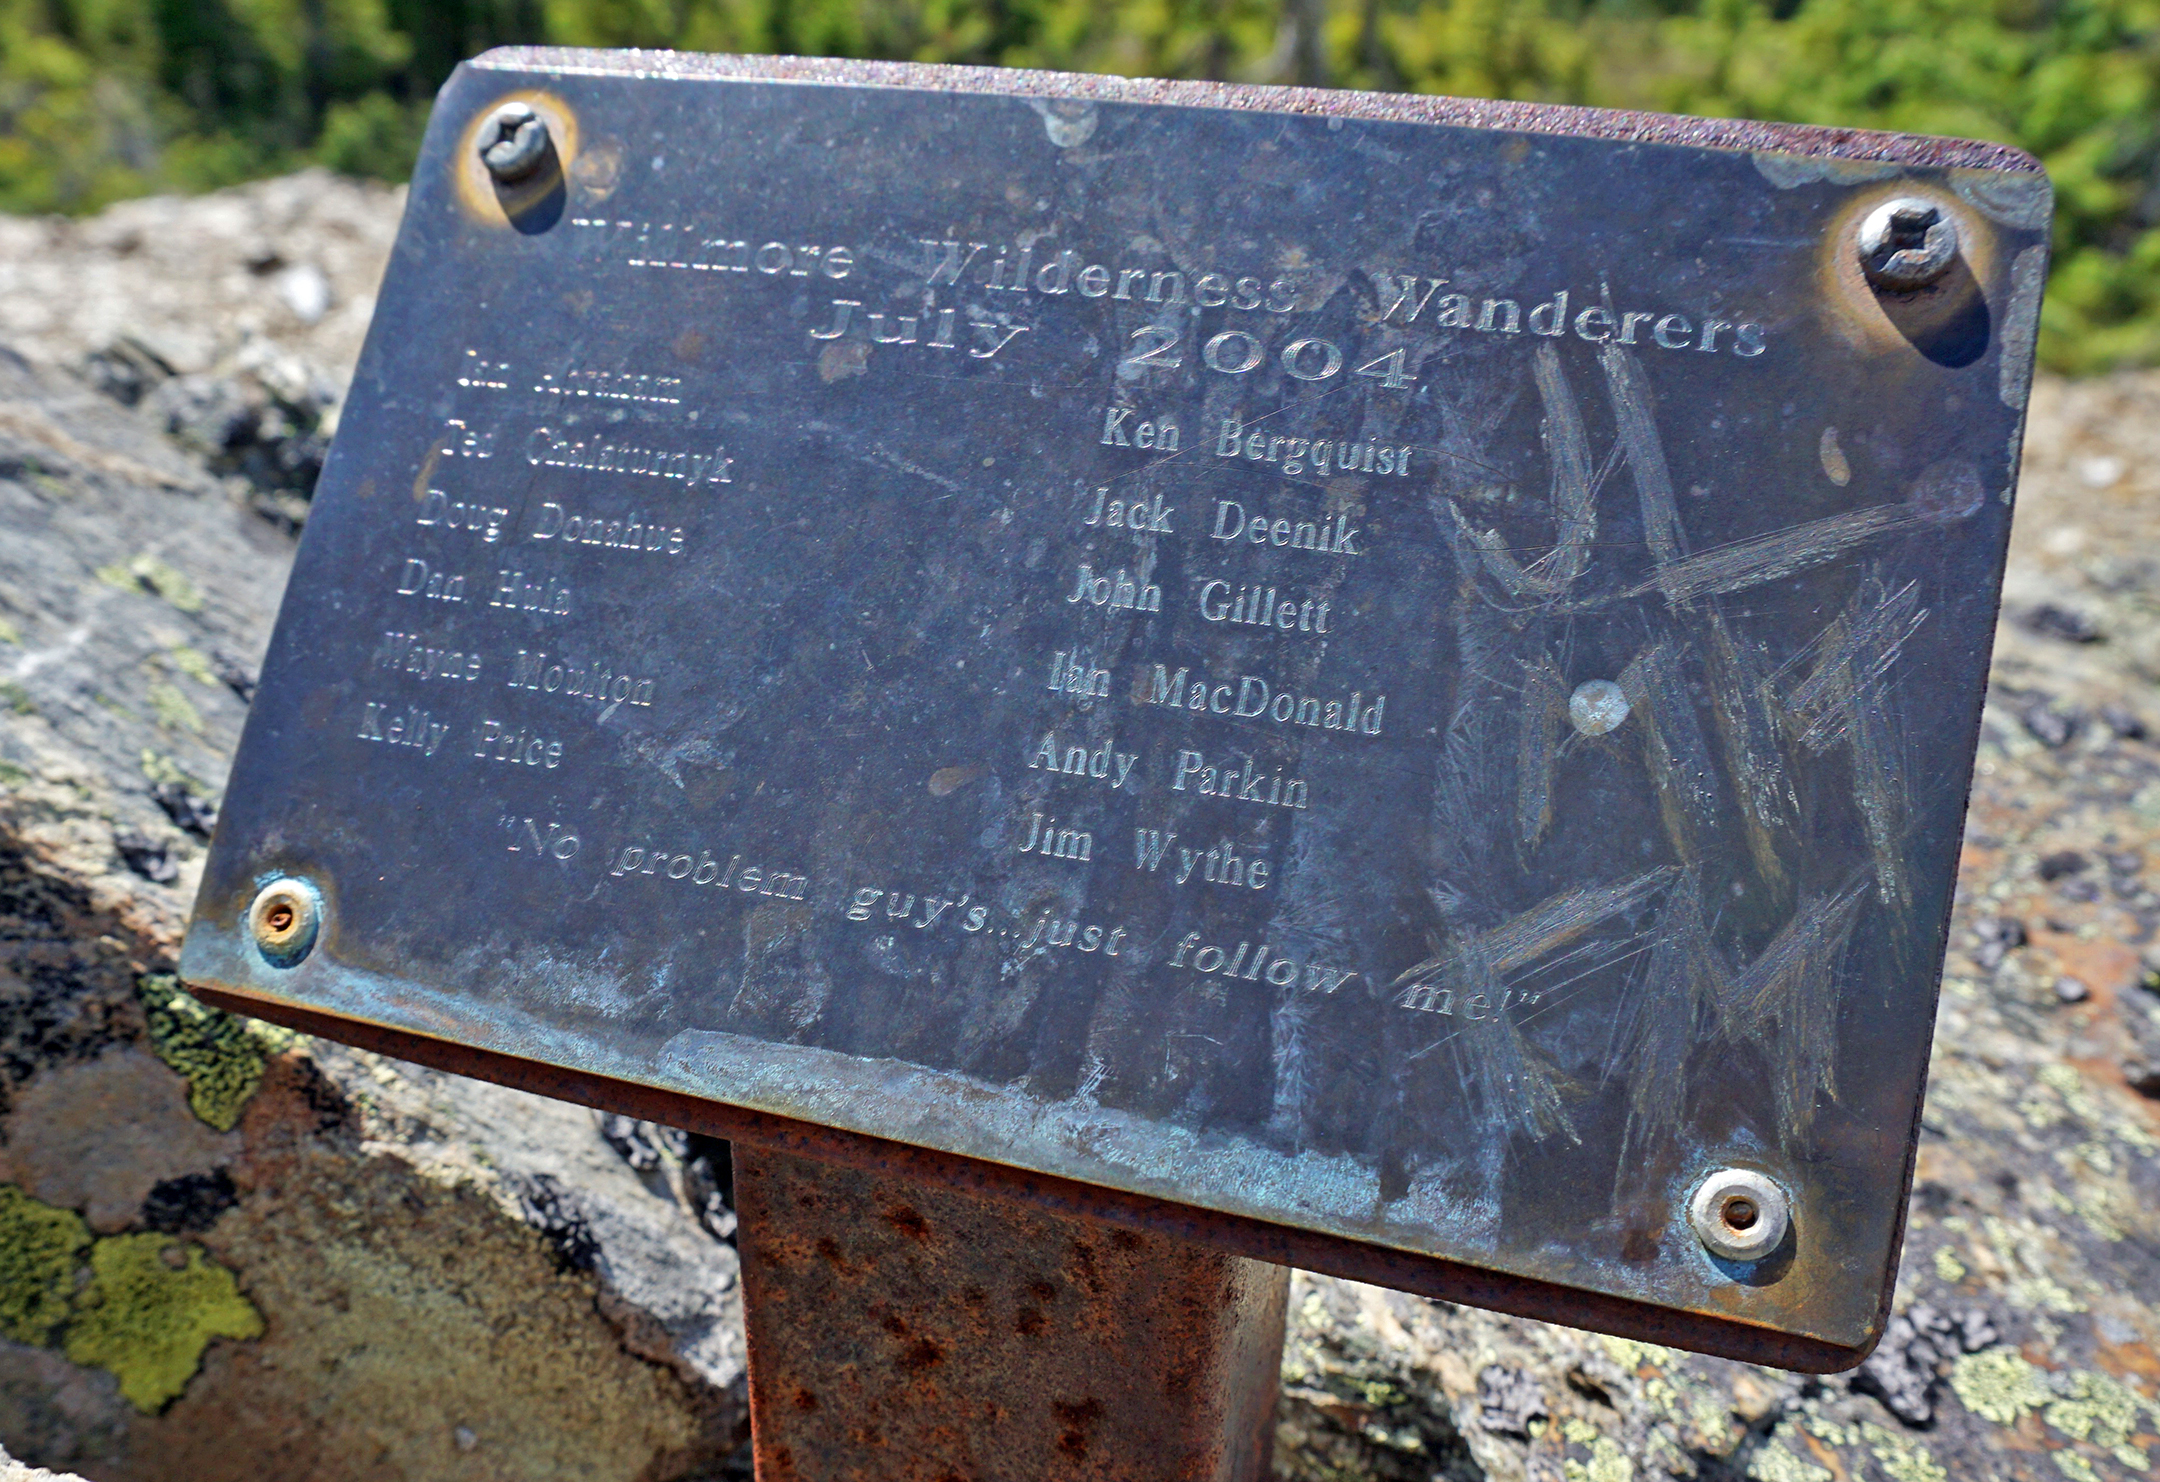 Willmore Wilderness Wanderers
July 2004
Ted Chalaturnyk
Doug Donahue
Dan Hula
Wayne Moulton
Kelly Price
Ken Bergquist
Jack Deenik
John Gillett
Ian MacDonald
Andy Parkin
Jim Wythe
"No problem guy's...just follow me!"